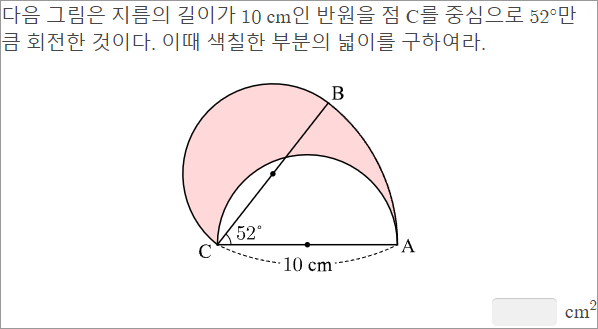 다음 그림은 지름의 길이가 10 cm인 반원을 점 C를 중심으로 52°만
큼 회전한 것이다. 이때 색칠한 부분의 넓이를 구하여라.
B
52°
C
A
10 cm
cm²